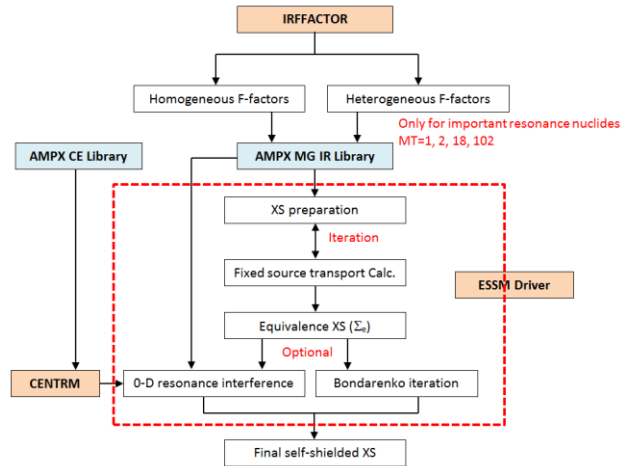 IRFFACTOR
Homogeneous F-factors
Heterogeneous F-factors
Only for important resonance nuclides
MT=1, 2, 18, 102
AMPX CE Library
AMPX MG IR Library
XS preparation
Iteration
Fixed source transport Calc.
ESSM Driver
Equivalence XS (Σe)
Optional
CENTRM
0-D resonance interference
Bondarenko iteration
Final self-shielded XS